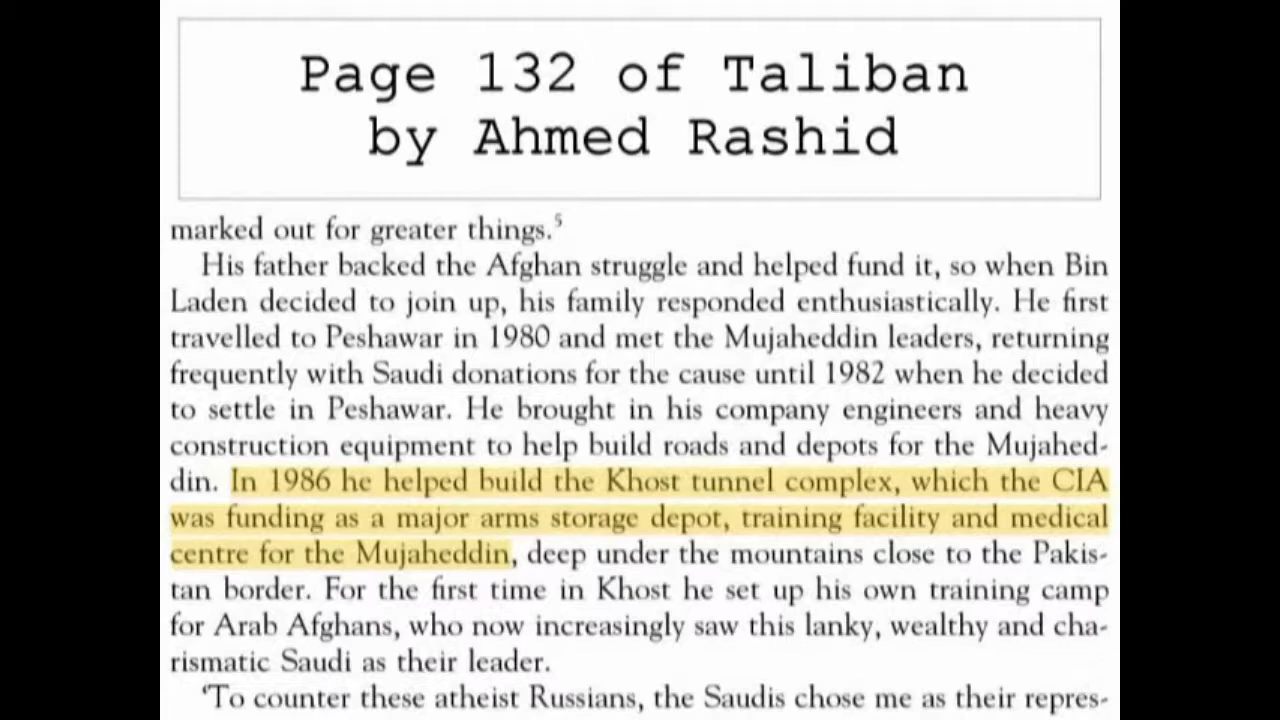 Page 132 of Taliban
by Ahmed Rashid
marked out for greater things.⁵
His father backed the Afghan struggle and helped fund it, so when Bin
Laden decided to join up, his family responded enthusiastically. He first
travelled to Peshawar in 1980 and met the Mujaheddin leaders, returning
frequently with Saudi donations for the cause until 1982 when he decided
to settle in Peshawar. He brought in his company engineers and heavy
construction equipment to help build roads and depots for the Mujahed-
din. In 1986 he helped build the Khost tunnel complex, which the CIA
was funding as a major arms storage depot, training facility and medical
centre for the Mujaheddin, deep under the mountains close to the Pakis-
tan border. For the first time in Khost he set up his own training camp
for Arab Afghans, who now increasingly saw this lanky, wealthy and cha-
rismatic Saudi as their leader.
‘To counter these atheist Russians, the Saudis chose me as their repres-